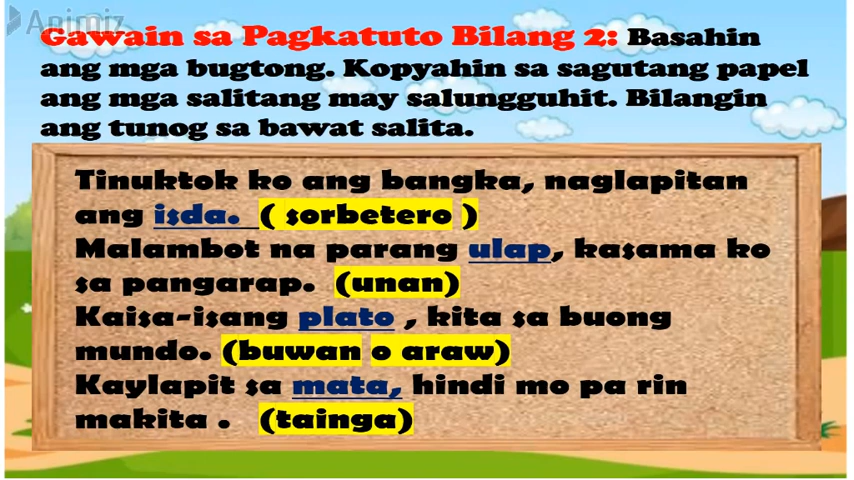 Animiz
Gawain sa Pagkatuto Bilang 2: Basahin
ang mga bugtong. Kopyahin sa sagutang papel
ang mga salitang may salungguhit. Bilangin
ang tunog sa bawat salita.
Tinuktok ko ang bangka, naglapitan
ang isda. ( sorbetero )
Malambot na parang ulap, kasama ko
sa pangarap. (unan)
Kaisa-isang plato , kita sa buong
mundo. (buwan o araw)
Kaylapit sa mata, hindi mo pa rin
makita . (tainga)